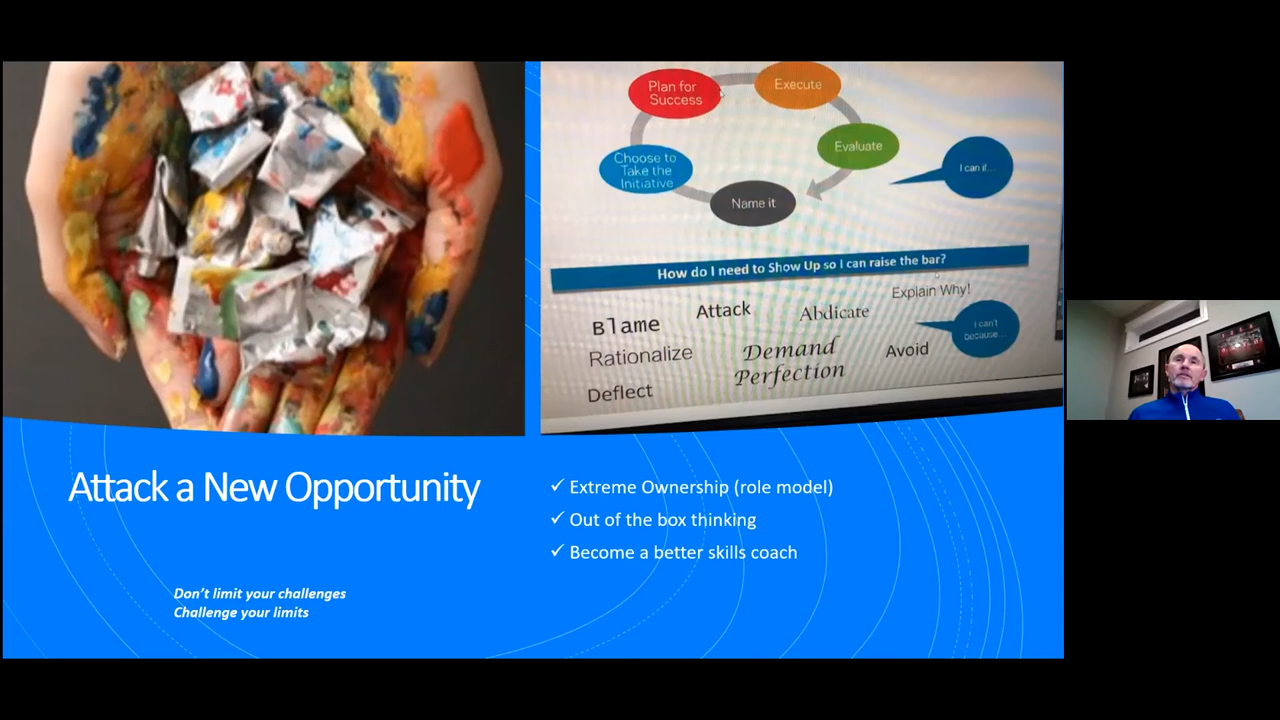 Plan for
Success
Execute
Evaluate
I can if...
Choose to
Take the
Initiative
Name it
How do I need to Show Up so I can raise the bar?
Explain Why!
Attack
Abdicate
Blame
I can't
because...
Rationalize
Demand
Perfection
Avoid
Deflect
Attack a New Opportunity
✓ Extreme Ownership (role model)
✓ Out of the box thinking
✓ Become a better skills coach
Don't limit your challenges
Challenge your limits